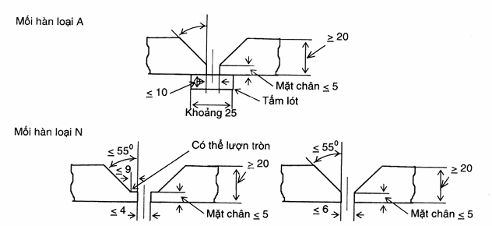 Mối hàn loại A
≥ 20
≤ 10
Mặt chân ≤ 5
Tấm lót
Khoảng 25
Mối hàn loại N
≤ 55⁰
Có thể lượn tròn
≤ 9
≥ 20
≤ 4
Mặt chân ≤ 5
≤ 55⁰
≥ 20
≤ 6
Mặt chân ≤ 5